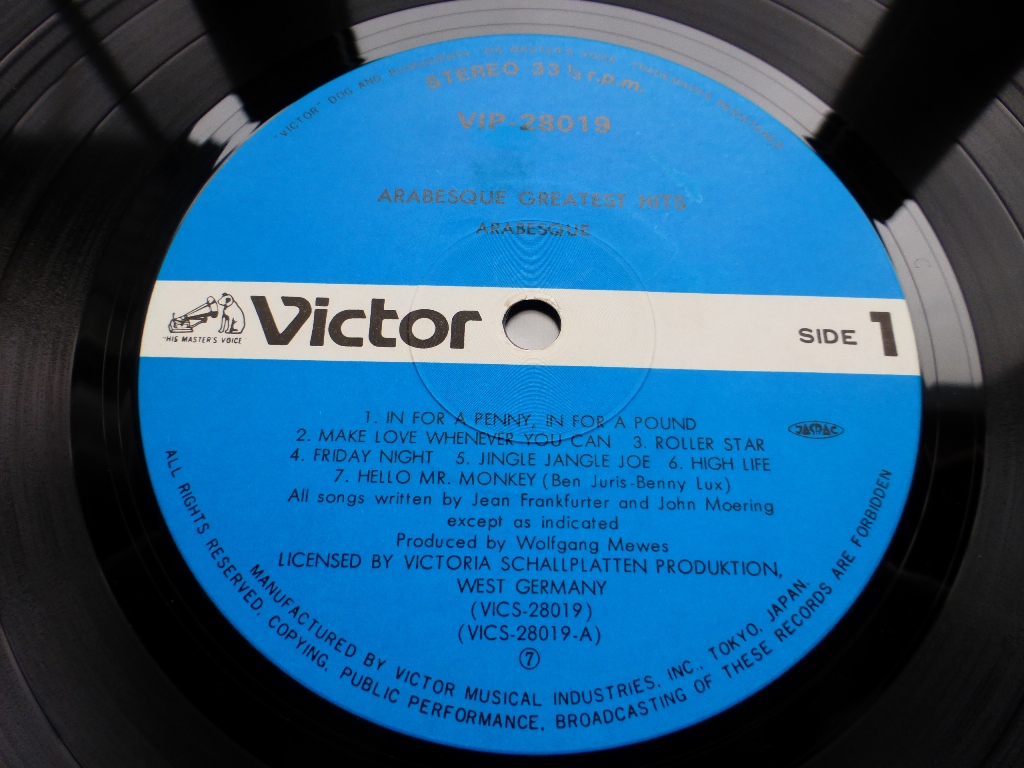 "VICTOR" DOG AND
STEREO 33 1/3 r.p.m.
VIP-28019
ARABESQUE GREATEST HITS
ARABESQUE
"HIS MASTER'S VOICE"
Victor
SIDE 1
1. IN FOR A PENNY, IN FOR A POUND
2. MAKE LOVE WHENEVER YOU CAN 3. ROLLER STAR
4. FRIDAY NIGHT 5. JINGLE JANGLE JOE 6. HIGH LIFE
7. HELLO MR. MONKEY (Ben Juris-Benny Lux)
JASRAC
All songs written by Jean Frankfurter and John Moering
except as indicated
Produced by Wolfgang Mewes
LICENSED BY VICTORIA SCHALLPLATTEN PRODUKTION,
WEST GERMANY
(VICS-28019)
(VICS-28019-A)
⑦
MANUFACTURED BY VICTOR MUSICAL INDUSTRIES, INC., TOKYO, JAPAN.
ALL RIGHTS RESERVED. COPYING, PUBLIC PERFORMANCE, BROADCASTING OF THESE RECORDS ARE FORBIDDEN